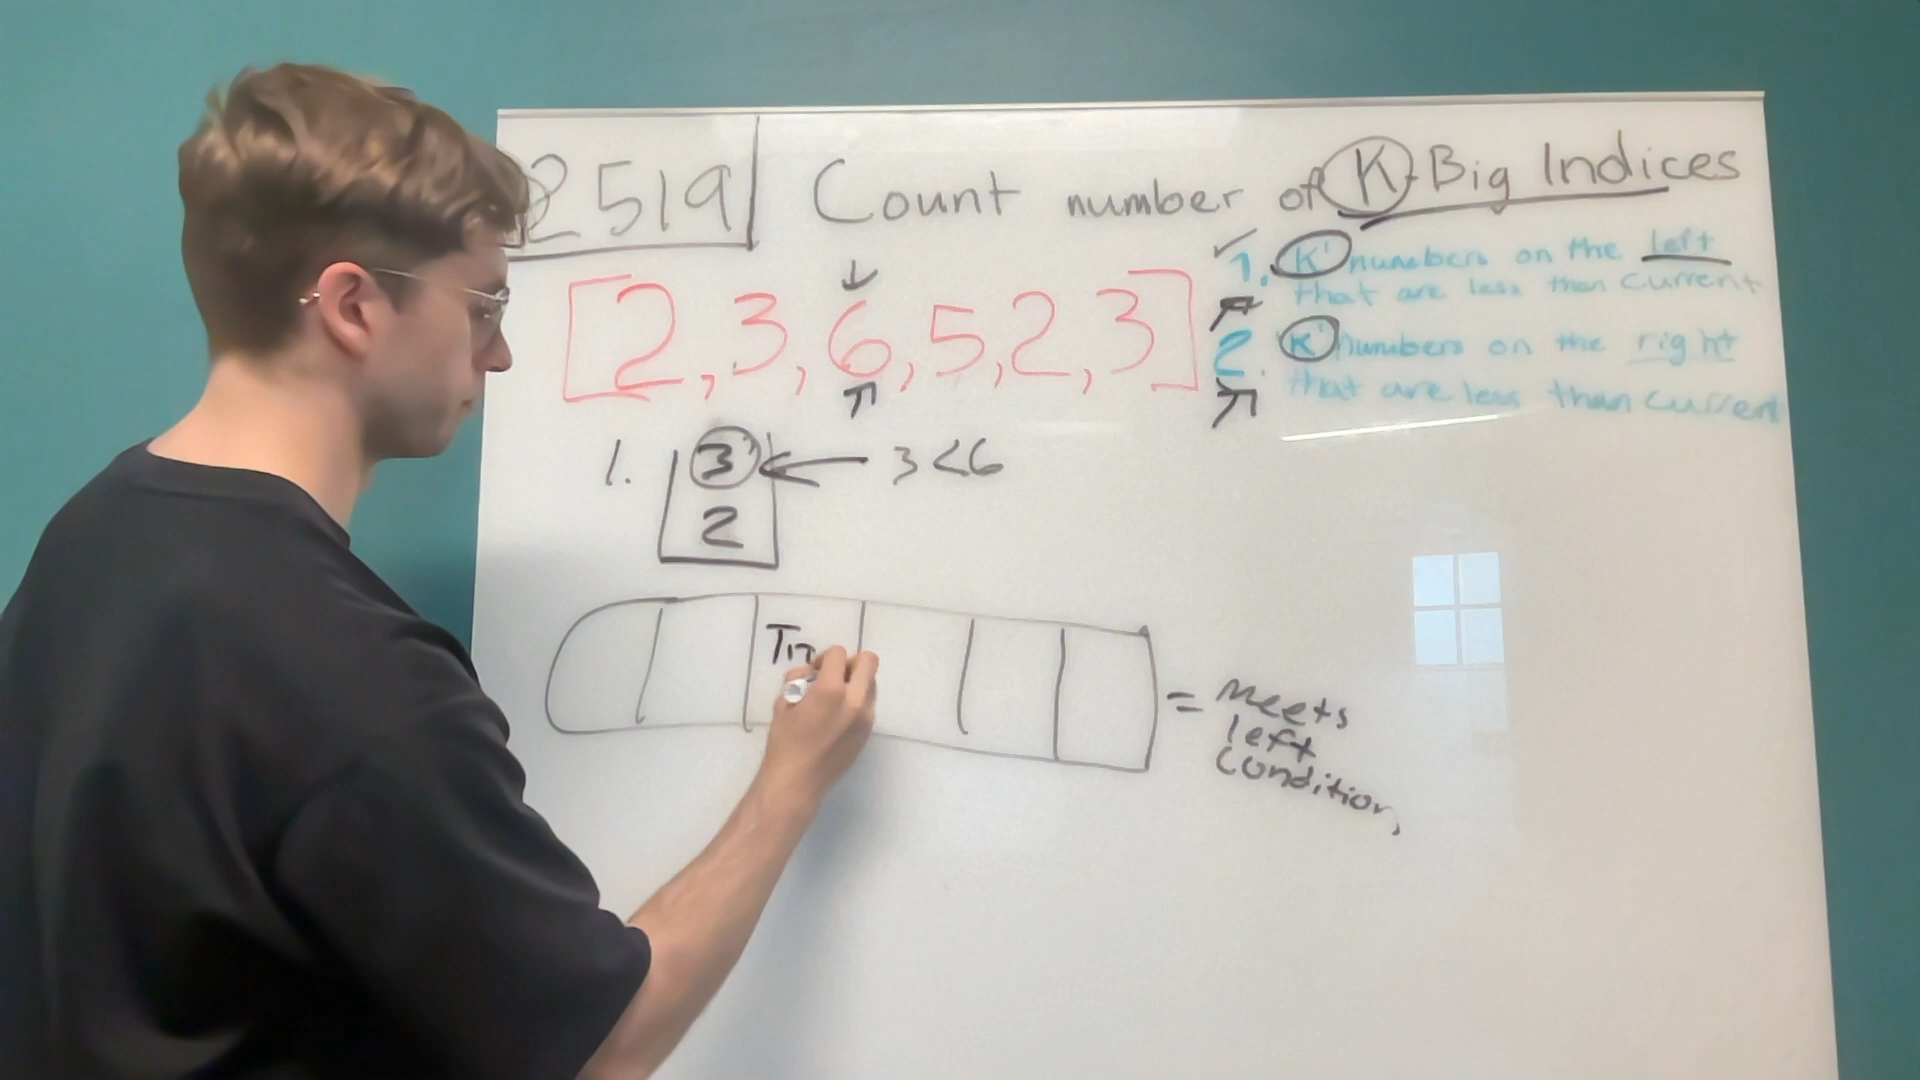 2519 Count number of K-Big Indices
1. K numbers on the left
that are less than current
[2, 3, 6, 5, 2, 3]
2. K numbers on the right
that are less than current
1. 3 3<6
2
Tr
= Meets
left
Condition,